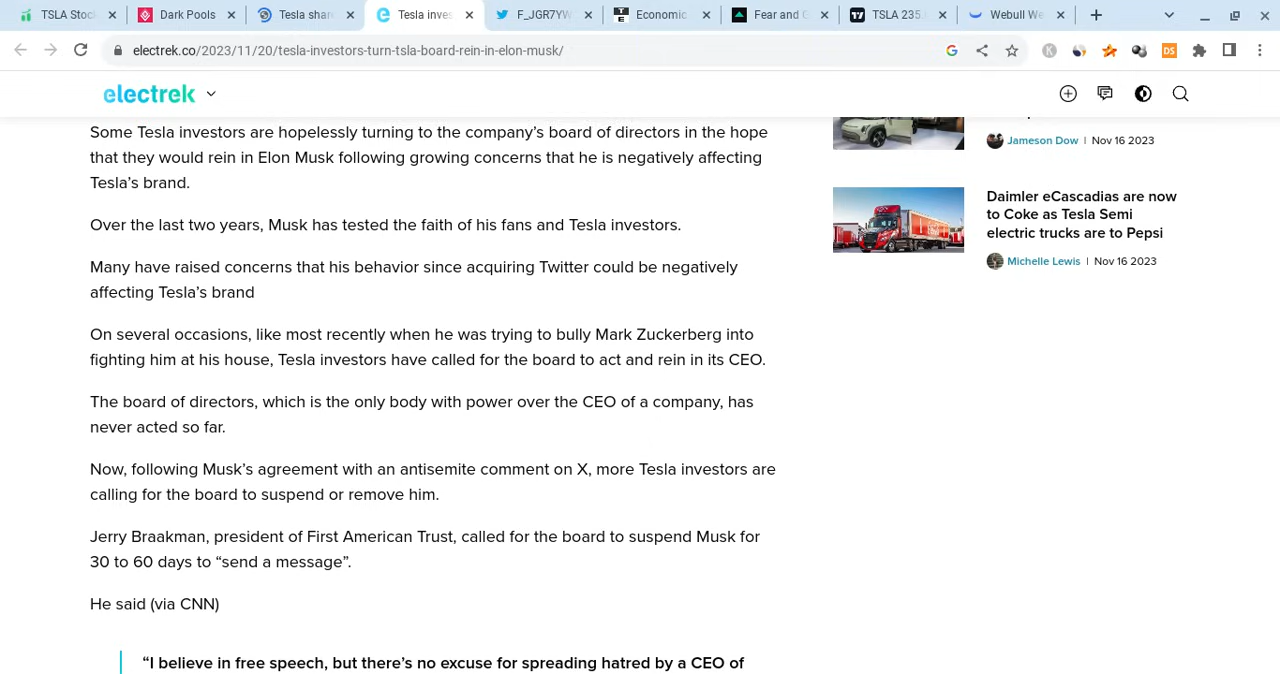 TSLA Stock
Dark Pools
Tesla shar
Tesla inves
F_JGR7YW
Economic
Fear and G
TSLA 235.
Webull We
electrek.co/2023/11/20/tesla-investors-turn-tsla-board-rein-in-elon-musk/
electrek
Some Tesla investors are hopelessly turning to the company’s board of directors in the hope
that they would rein in Elon Musk following growing concerns that he is negatively affecting
Tesla’s brand.
Over the last two years, Musk has tested the faith of his fans and Tesla investors.
Many have raised concerns that his behavior since acquiring Twitter could be negatively
affecting Tesla’s brand
On several occasions, like most recently when he was trying to bully Mark Zuckerberg into
fighting him at his house, Tesla investors have called for the board to act and rein in its CEO.
The board of directors, which is the only body with power over the CEO of a company, has
never acted so far.
Now, following Musk’s agreement with an antisemite comment on X, more Tesla investors are
calling for the board to suspend or remove him.
Jerry Braakman, president of First American Trust, called for the board to suspend Musk for
30 to 60 days to “send a message”.
He said (via CNN)
“I believe in free speech, but there’s no excuse for spreading hatred by a CEO of
Jameson Dow | Nov 16 2023
Daimler eCascadias are now
to Coke as Tesla Semi
electric trucks are to Pepsi
Michelle Lewis | Nov 16 2023